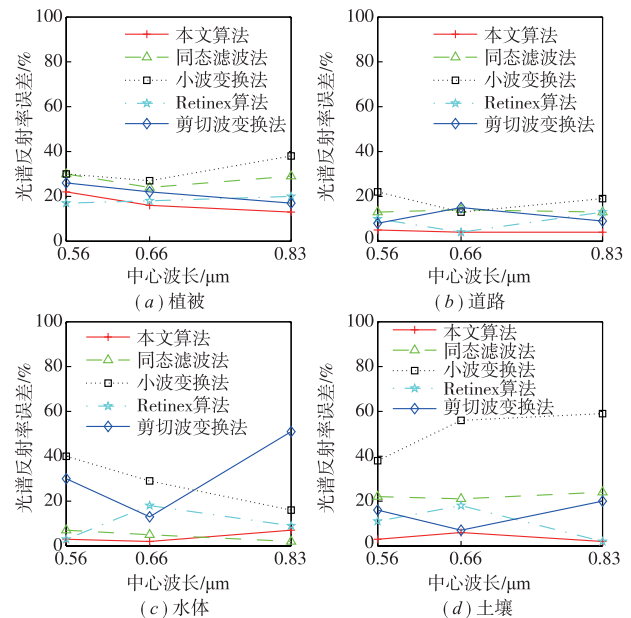 100
80
60
40
20
0
光谱反射率误差/%
本文算法
同态滤波法
小波变换法
Retinex算法
剪切波变换法
0.56
0.66
0.83
中心波长/μm
(a)植被
100
80
60
40
20
0
光谱反射率误差/%
本文算法
同态滤波法
小波变换法
Retinex算法
剪切波变换法
0.56
0.66
0.83
中心波长/μm
(b)道路
100
80
60
40
20
0
光谱反射率误差/%
本文算法
同态滤波法
小波变换法
Retinex算法
剪切波变换法
0.56
0.66
0.83
中心波长/μm
(c)水体
100
80
60
40
20
0
光谱反射率误差/%
本文算法
同态滤波法
小波变换法
Retinex算法
剪切波变换法
0.56
0.66
0.83
中心波长/μm
(d)土壤